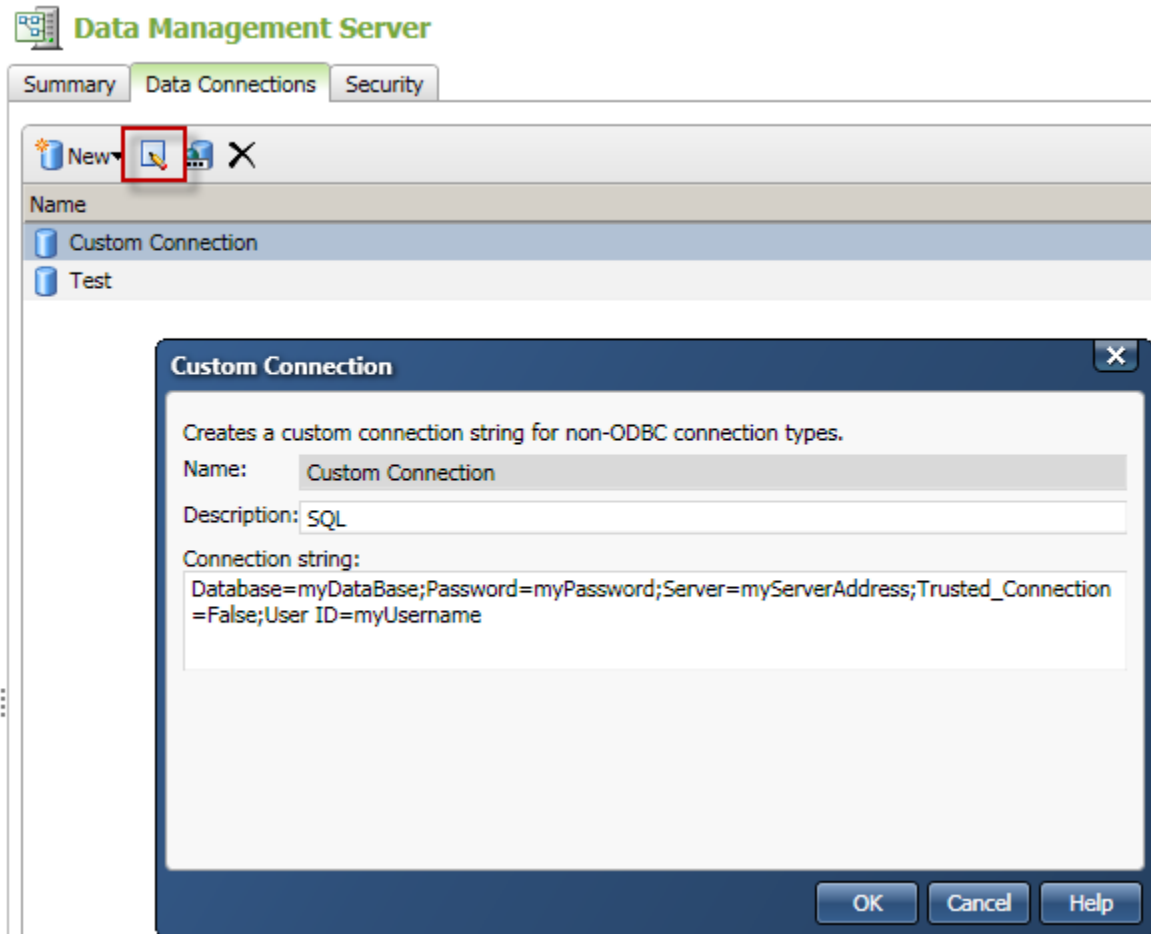 Data Management Server
Summary Data Connections Security
New
Name
Custom Connection
Test
Custom Connection
Creates a custom connection string for non-ODBC connection types.
Name: Custom Connection
Description: SQL
Connection string:
Database=myDataBase;Password=myPassword;Server=myServerAddress;Trusted_Connection
=False;User ID=myUsername
OK Cancel Help